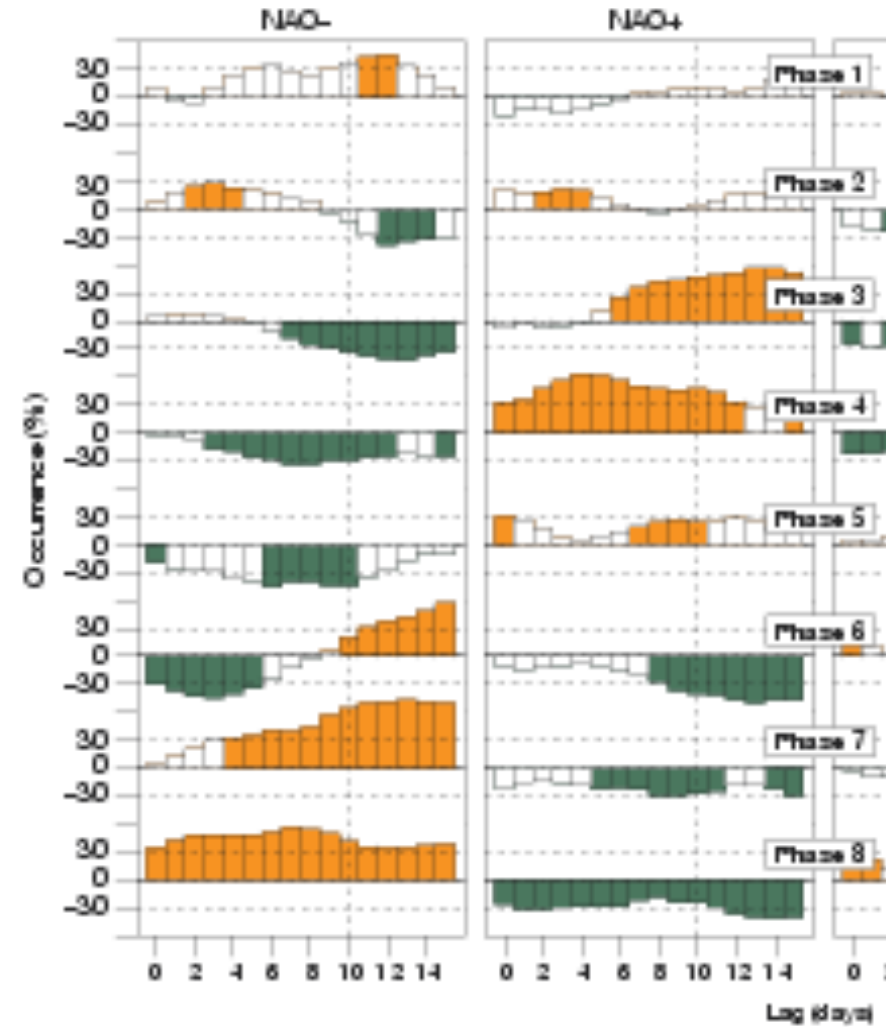 NAO− NAO+
30 0 −30 Phase 1
30 0 −30 Phase 2
30 0 −30 Phase 3
30 0 −30 Phase 4
30 0 −30 Phase 5
30 0 −30 Phase 6
30 0 −30 Phase 7
30 0 −30 Phase 8
Occurrence (%)
0 2 4 6 8 10 12 14 0 2 4 6 8 10 12 14 0
Lag (days)